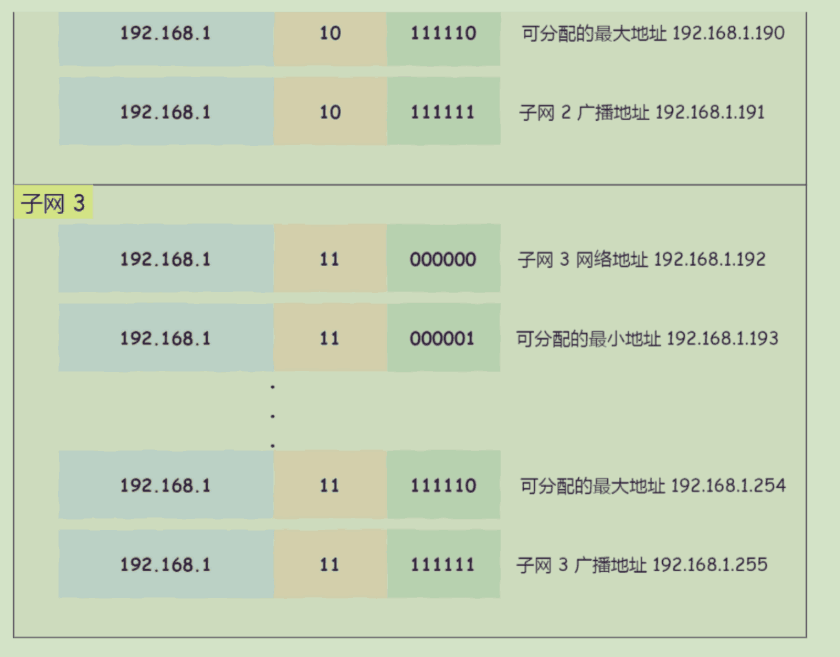 192.168.1 10 111110 可分配的最大地址 192.168.1.190
192.168.1 10 111111 子网 2 广播地址 192.168.1.191
子网 3
192.168.1 11 000000 子网 3 网络地址 192.168.1.192
192.168.1 11 000001 可分配的最小地址 192.168.1.193
192.168.1 11 111110 可分配的最大地址 192.168.1.254
192.168.1 11 111111 子网 3 广播地址 192.168.1.255